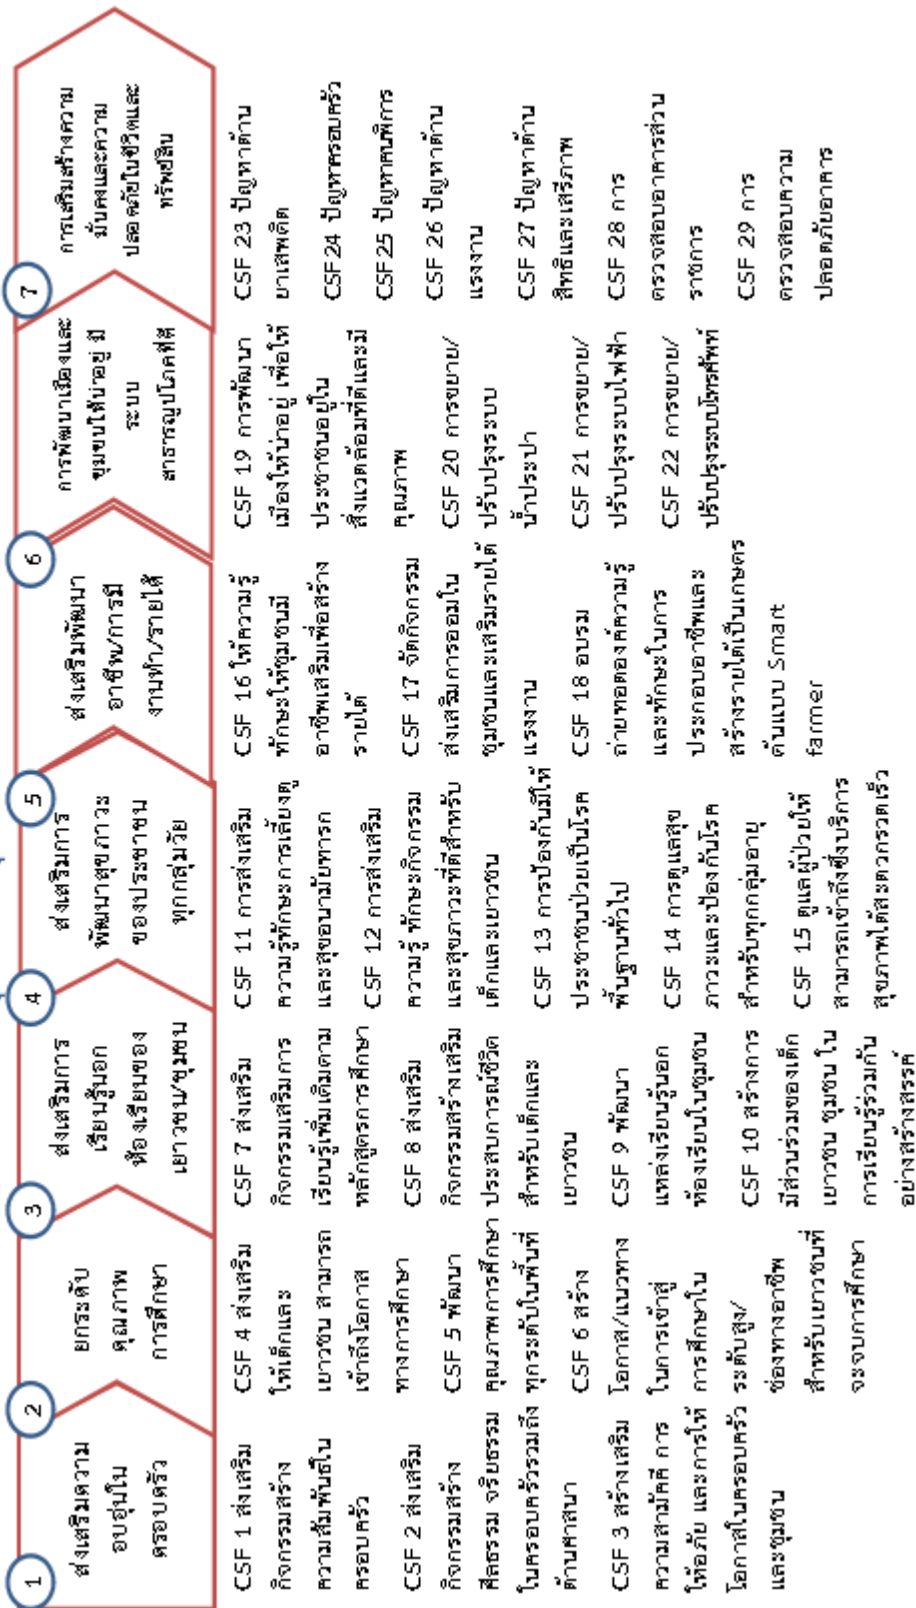 1
ส่งเสริมความ
อบอุ่นใน
ครอบครัว
CSF 1 ส่งเสริม
กิจกรรมสร้าง
ความสัมพันธ์ใน
ครอบครัว
CSF 2 ส่งเสริม
กิจกรรมสร้าง
ศีลธรรม จริยธรรม
ในครอบครัวรวมถึง
ด้านศาสนา
CSF 3 สร้างเสริม
ความสามัคคี การ
ให้อภัย และการให้
โอกาสในครอบครัว
และชุมชน
2
ยกระดับ
คุณภาพ
การศึกษา
CSF 4 ส่งเสริม
ให้เด็กและ
เยาวชน สามารถ
เข้าถึงโอกาส
ทางการศึกษา
CSF 5 พัฒนา
คุณภาพการศึกษา
ทุกระดับในพื้นที่
CSF 6 สร้าง
โอกาส/แนวทาง
ในการเข้าสู่
การศึกษาใน
ระดับสูง/
ช่องทางอาชีพ
สำหรับเยาวชนที่
จะจบการศึกษา
3
ส่งเสริมการ
เรียนรู้นอก
ห้องเรียนของ
เยาวชน/ชุมชน
CSF 7 ส่งเสริม
กิจกรรมเสริมการ
เรียนรู้เพิ่มเติมตาม
หลักสูตรการศึกษา
CSF 8 ส่งเสริม
กิจกรรมสร้างเสริม
ประสบการณ์ชีวิต
สำหรับเด็กและ
เยาวชน
CSF 9 พัฒนา
แหล่งเรียนรู้นอก
ห้องเรียนในชุมชน
CSF 10 สร้างการ
มีส่วนร่วมของเด็ก
เยาวชน ชุมชน ใน
การเรียนรู้ร่วมกัน
อย่างสร้างสรรค์
4
ส่งเสริมการ
พัฒนาสุขภาวะ
ของประชาชน
ทุกกลุ่มวัย
CSF 11 การส่งเสริม
ความรู้ทักษะการเลี้ยงดู
และสุขอนามัยทารก
CSF 12 การส่งเสริม
ความรู้ ทักษะกิจกรรม
และสุขภาวะที่ดีสำหรับ
เด็กและเยาวชน
CSF 13 การป้องกันมิให้
ประชาชนป่วยเป็นโรค
พื้นฐานทั่วไป
CSF 14 การดูแลสุข
ภาวะและป้องกันโรค
สำหรับทุกกลุ่มอายุ
CSF 15 ดูแลผู้ป่วยให้
สามารถเข้าถึงซึ่งบริการ
สุขภาพได้สะดวกรวดเร็ว
5
ส่งเสริมพัฒนา
อาชีพ/การมี
งานทำ/รายได้
CSF 16 ให้ความรู้
ทักษะให้ชุมชนมี
อาชีพเสริมเพื่อสร้าง
รายได้
CSF 17 จัดกิจกรรม
ส่งเสริมการออมใน
ชุมชนและเสริมรายได้
แรงงาน
CSF 18 อบรม
ถ่ายทอดองค์ความรู้
และทักษะในการ
ประกอบอาชีพและ
สร้างรายได้เป็นเกษตร
ต้นแบบ Smart
farmer
6
การพัฒนาเมืองและ
ชุมชนให้น่าอยู่ มี
ระบบ
สาธารณูปโภคที่ดี
CSF 19 การพัฒนา
เมืองให้น่าอยู่ เพื่อให้
ประชาชนอยู่ใน
สิ่งแวดล้อมที่ดีและมี
คุณภาพ
CSF 20 การขยาย/
ปรับปรุงระบบ
น้ำประปา
CSF 21 การขยาย/
ปรับปรุงระบบไฟฟ้า
CSF 22 การขยาย/
ปรับปรุงระบบโทรศัพท์
7
การเสริมสร้างความ
มั่นคงและความ
ปลอดภัยในชีวิตและ
ทรัพย์สิน
CSF 23 ปัญหาด้าน
ยาเสพติด
CSF24 ปัญหาครอบครัว
CSF25 ปัญหาคนพิการ
CSF 26 ปัญหาด้าน
แรงงาน
CSF 27 ปัญหาด้าน
สิทธิและเสรีภาพ
CSF 28 การ
ตรวจสอบอาคารส่วน
ราชการ
CSF 29 การ
ตรวจสอบความ
ปลอดภัยอาคาร